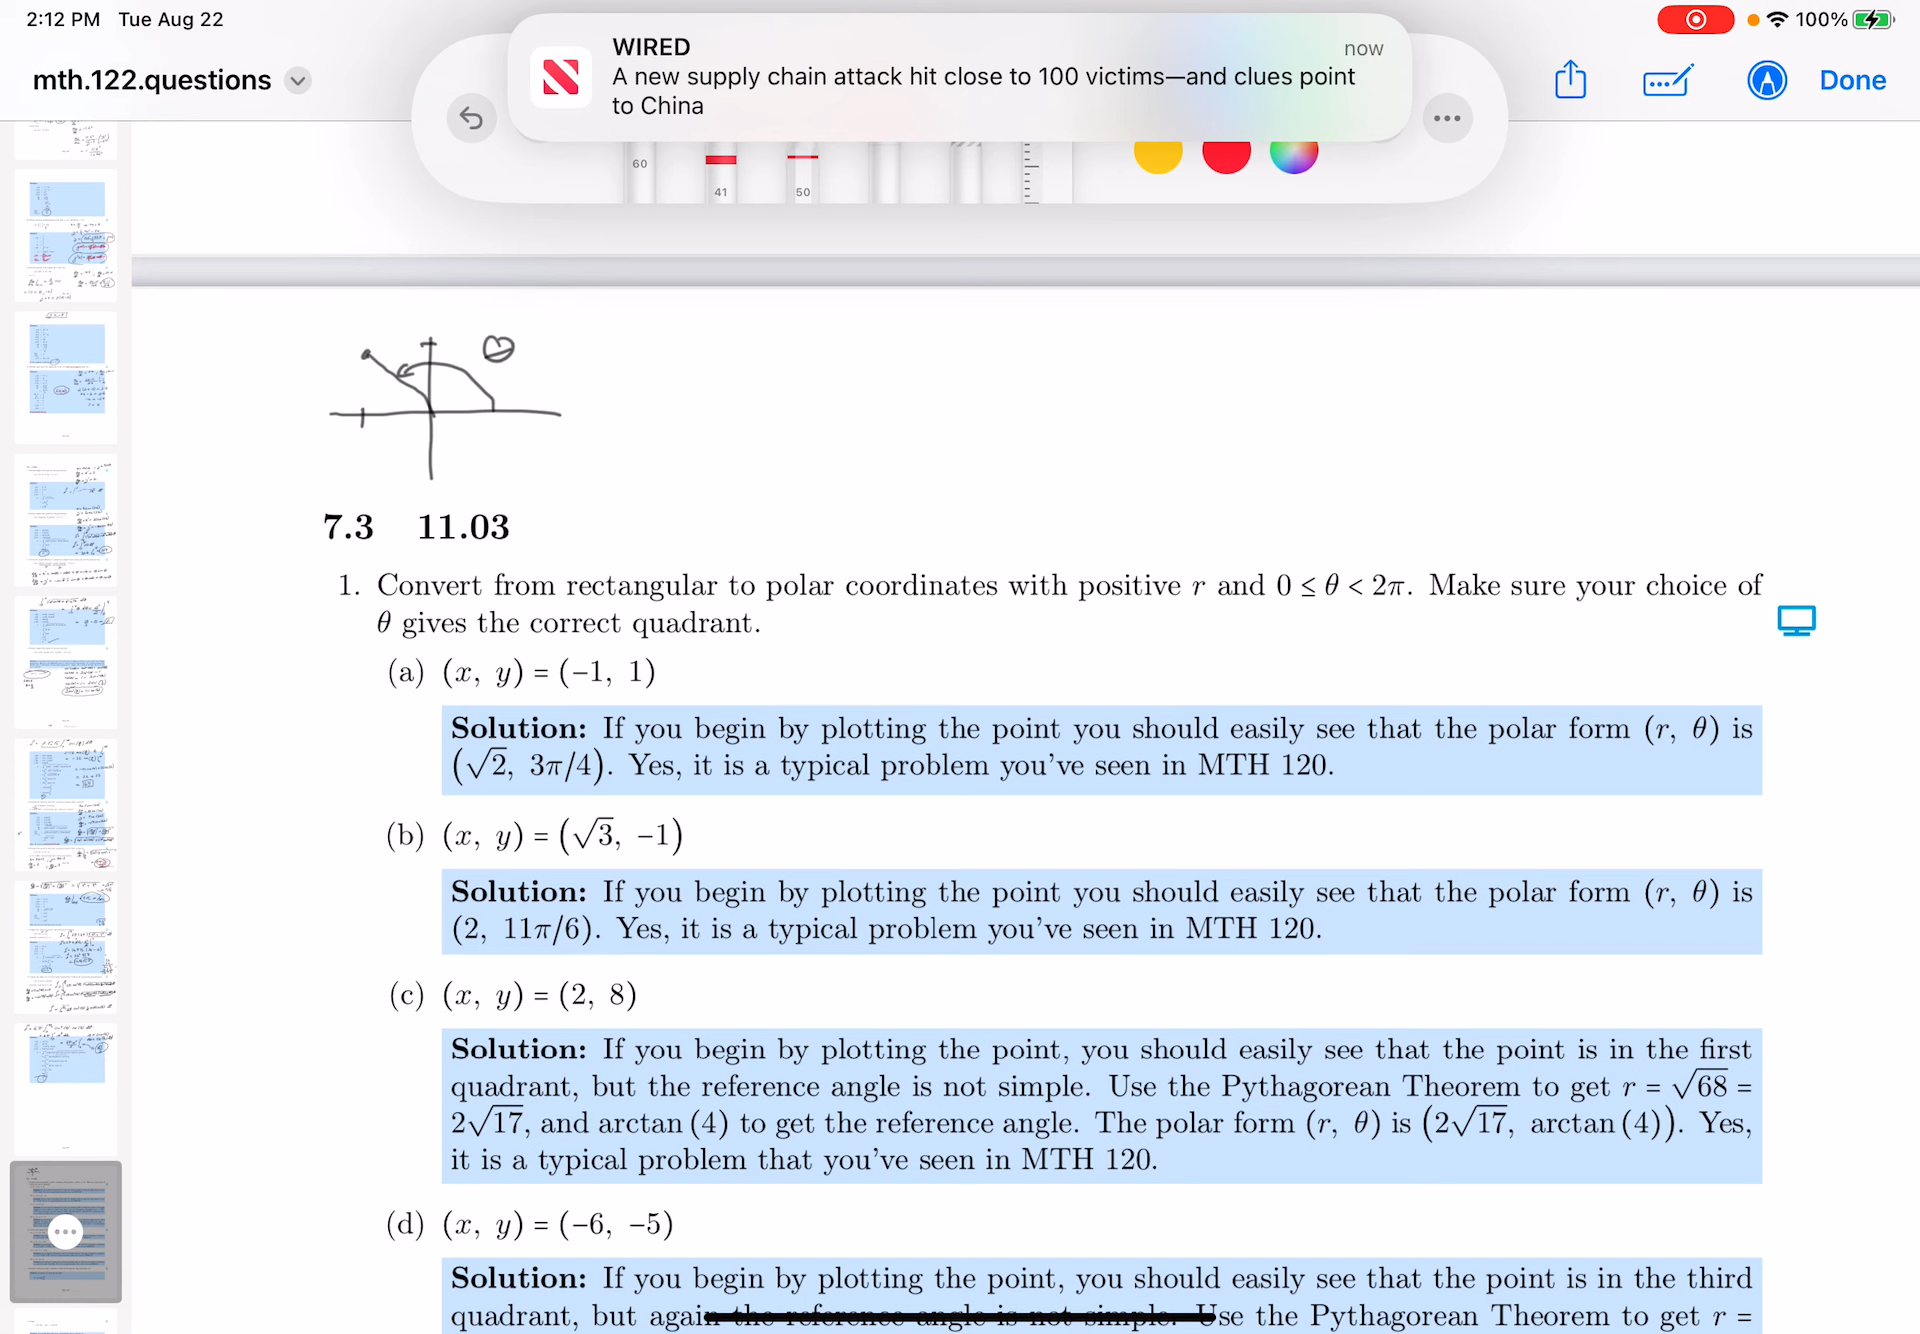 2:12 PM Tue Aug 22
100%
mth.122.questions
WIRED
now
A new supply chain attack hit close to 100 victims—and clues point
to China
Done
60
41
50
7.3 11.03
1. Convert from rectangular to polar coordinates with positive r and 0 ≤ θ < 2π. Make sure your choice of
θ gives the correct quadrant.
(a) (x, y) = (−1, 1)
Solution: If you begin by plotting the point you should easily see that the polar form (r, θ) is
(√2, 3π/4). Yes, it is a typical problem you've seen in MTH 120.
(b) (x, y) = (√3, −1)
Solution: If you begin by plotting the point you should easily see that the polar form (r, θ) is
(2, 11π/6). Yes, it is a typical problem you've seen in MTH 120.
(c) (x, y) = (2, 8)
Solution: If you begin by plotting the point, you should easily see that the point is in the first
quadrant, but the reference angle is not simple. Use the Pythagorean Theorem to get r = √68 =
2√17, and arctan (4) to get the reference angle. The polar form (r, θ) is (2√17, arctan (4)). Yes,
it is a typical problem that you've seen in MTH 120.
(d) (x, y) = (−6, −5)
Solution: If you begin by plotting the point, you should easily see that the point is in the third
quadrant, but again the reference angle is not simple. Use the Pythagorean Theorem to get r =